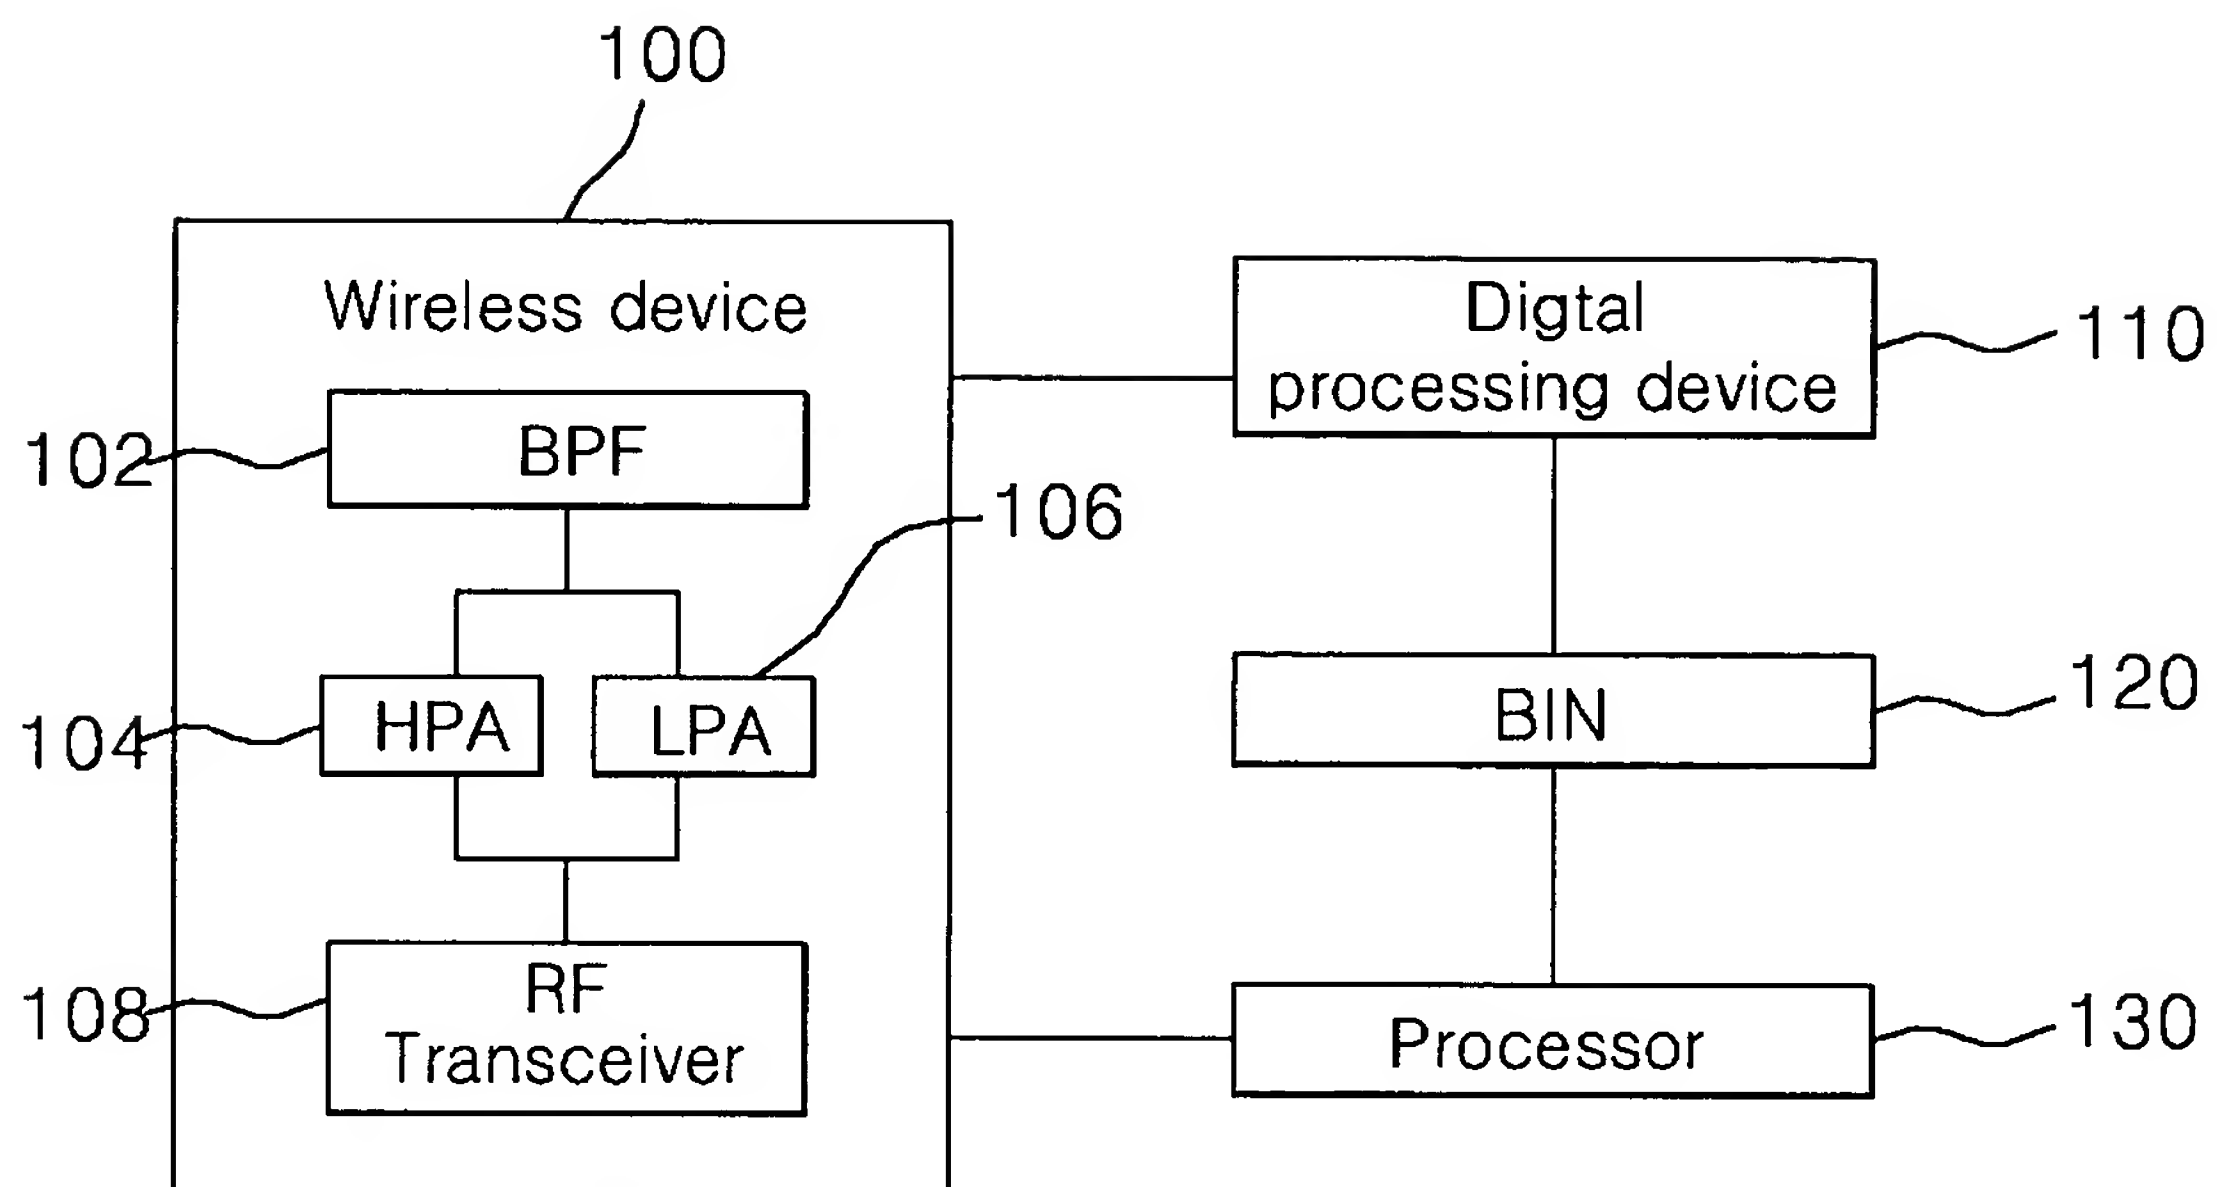 100
Wireless device
Digtal
processing device
110
102
BPF
106
HPA
LPA
104
BIN
120
RF
Transceiver
108
Processor
130